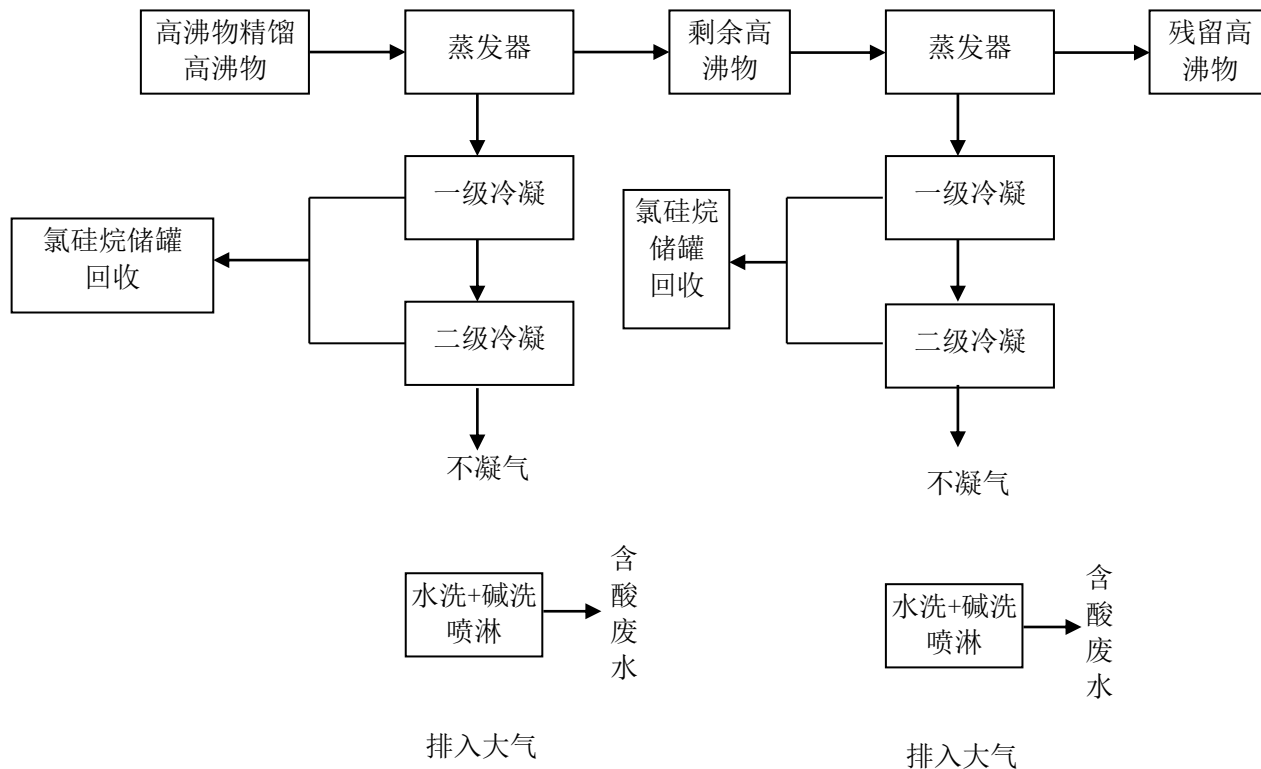 高沸物精馏
高沸物
蒸发器
剩余高
沸物
蒸发器
残留高
沸物
一级冷凝
氯硅烷储罐
回收
二级冷凝
不凝气
一级冷凝
氯硅烷
储罐
回收
二级冷凝
不凝气
水洗+碱洗
喷淋
含
酸
废
水
排入大气
水洗+碱洗
喷淋
含
酸
废
水
排入大气